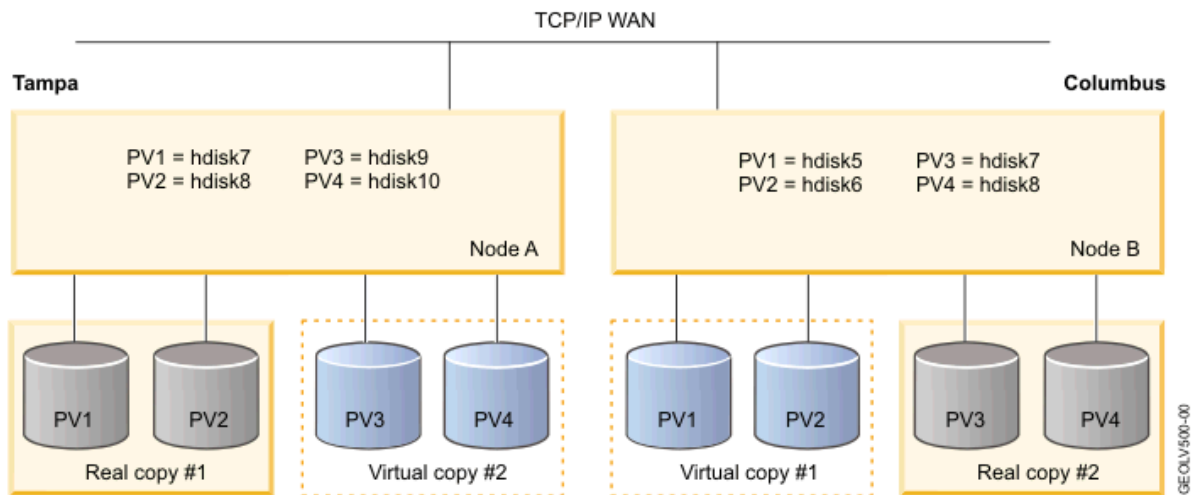 TCP/IP WAN
Tampa
Columbus
PV1 = hdisk7 PV3 = hdisk9
PV2 = hdisk8 PV4 = hdisk10
Node A
PV1 = hdisk5 PV3 = hdisk7
PV2 = hdisk6 PV4 = hdisk8
Node B
PV1 PV2
Real copy #1
PV3 PV4
Virtual copy #2
PV1 PV2
Virtual copy #1
PV3 PV4
Real copy #2
GEOLV500-00